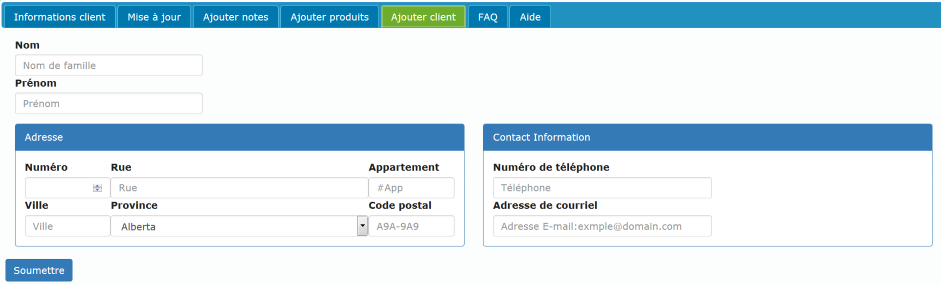 Informations client Mise à jour Ajouter notes Ajouter produits Ajouter client FAQ Aide
Nom
Nom de famille
Prénom
Prénom
Adresse
Numéro Rue Appartement
Rue #App
Ville Province Code postal
Ville Alberta A9A-9A9
Contact Information
Numéro de téléphone
Téléphone
Adresse de courriel
Adresse E-mail:exmple@domain.com
Soumettre